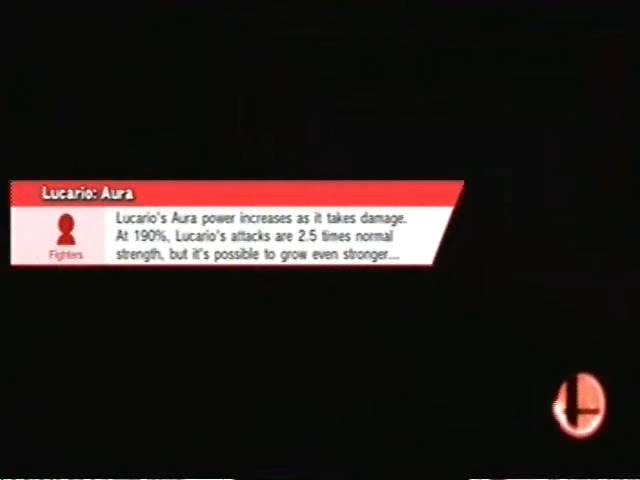 Lucario: Aura
Lucario's Aura power increases as it takes damage.
At 190%, Lucario's attacks are 2.5 times normal
strength, but it's possible to grow even stronger...
Fighters